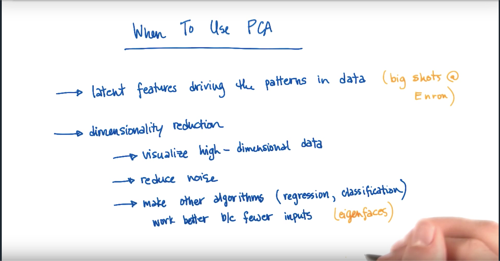 When To Use PCA
→ latent features driving the patterns in data (big shots @
Enron)
→ dimensionality reduction
→ visualize high-dimensional data
→ reduce noise
→ make other algorithms (regression, classification)
work better b/c fewer inputs (eigenfaces)